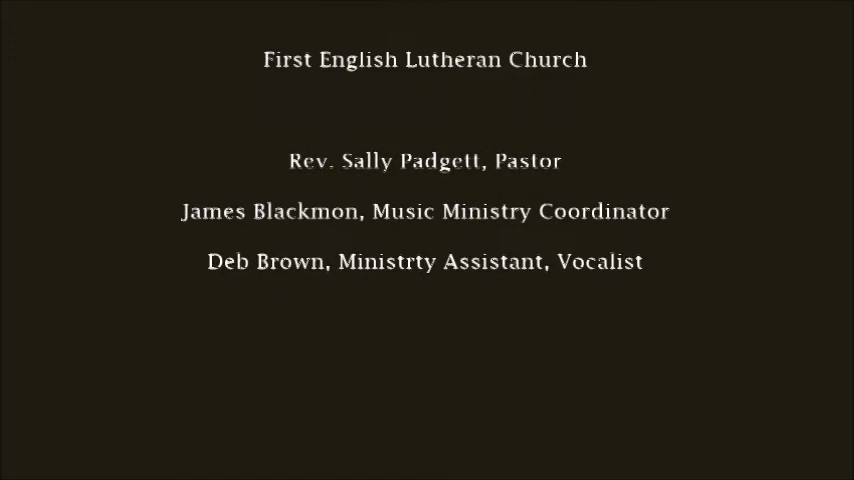 First English Lutheran Church
Rev. Sally Padgett, Pastor
James Blackmon, Music Ministry Coordinator
Deb Brown, Ministrty Assistant, Vocalist